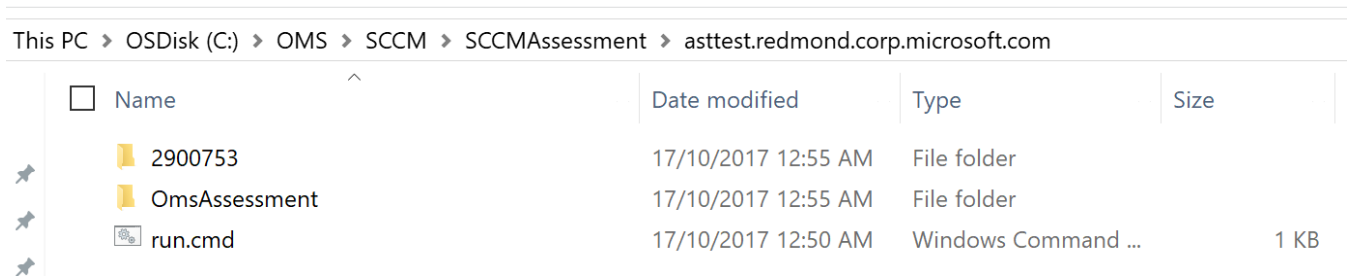 This PC > OSDisk (C:) > OMS > SCCM > SCCMAssessment > asttest.redmond.corp.microsoft.com
Name Date modified Type Size
2900753 17/10/2017 12:55 AM File folder
OmsAssessment 17/10/2017 12:55 AM File folder
run.cmd 17/10/2017 12:50 AM Windows Command ... 1 KB